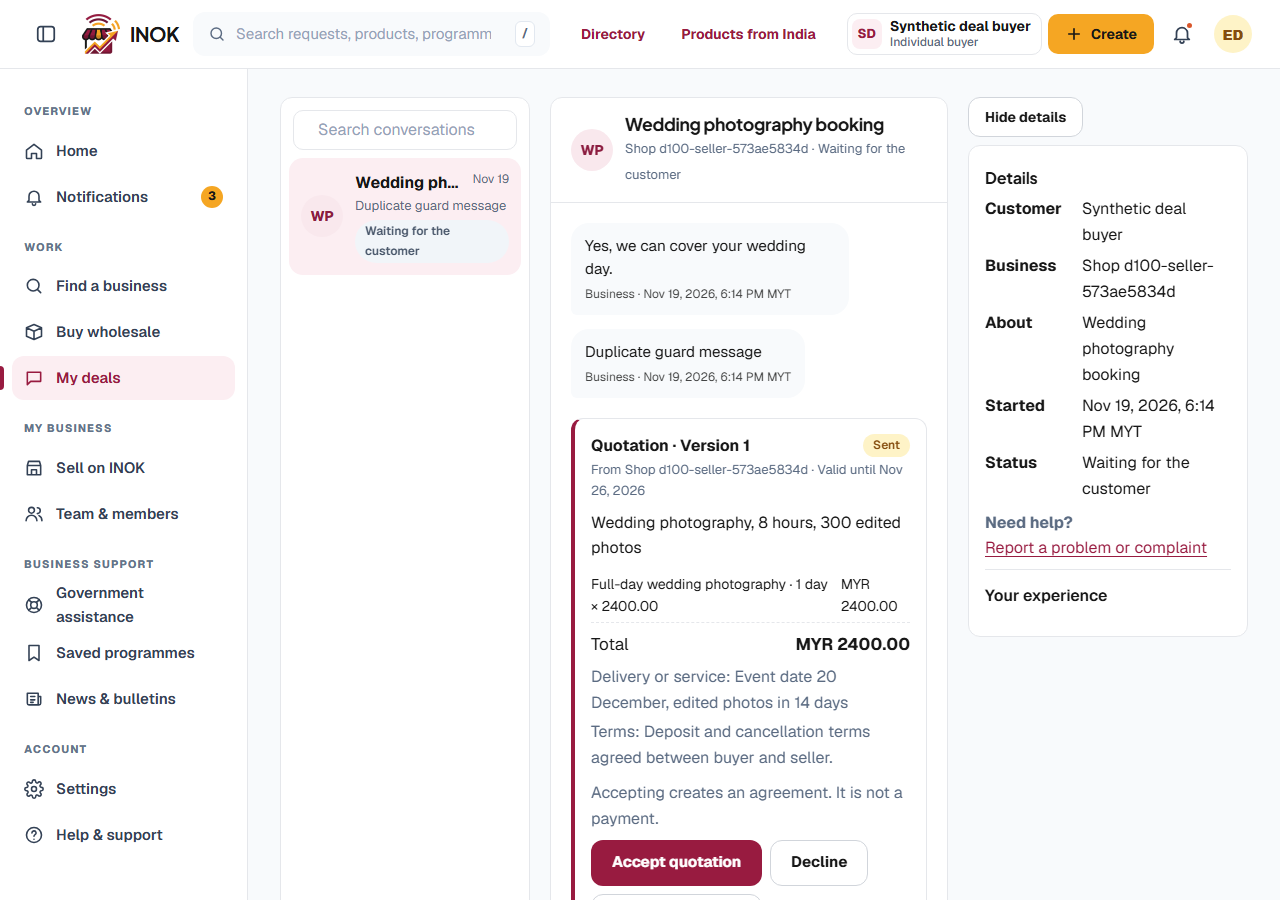 INOK
Search requests, products, programm
/
Directory
Products from India
SD
Synthetic deal buyer
Individual buyer
+ Create
ED
OVERVIEW
Home
Notifications
3
WORK
Find a business
Buy wholesale
My deals
MY BUSINESS
Sell on INOK
Team & members
BUSINESS SUPPORT
Government
assistance
Saved programmes
News & bulletins
ACCOUNT
Settings
Help & support
Search conversations
WP
Wedding ph...
Nov 19
Duplicate guard message
Waiting for the
customer
WP
Wedding photography booking
Shop d100-seller-573ae5834d · Waiting for the
customer
Yes, we can cover your wedding
day.
Business · Nov 19, 2026, 6:14 PM MYT
Duplicate guard message
Business · Nov 19, 2026, 6:14 PM MYT
Quotation · Version 1
Sent
From Shop d100-seller-573ae5834d · Valid until Nov
26, 2026
Wedding photography, 8 hours, 300 edited
photos
Full-day wedding photography · 1 day
× 2400.00
MYR
2400.00
Total
MYR 2400.00
Delivery or service: Event date 20
December, edited photos in 14 days
Terms: Deposit and cancellation terms
agreed between buyer and seller.
Accepting creates an agreement. It is not a
payment.
Accept quotation
Decline
Hide details
Details
Customer
Synthetic deal
buyer
Business
Shop d100-seller-
573ae5834d
About
Wedding
photography
booking
Started
Nov 19, 2026, 6:14
PM MYT
Status
Waiting for the
customer
Need help?
Report a problem or complaint
Your experience